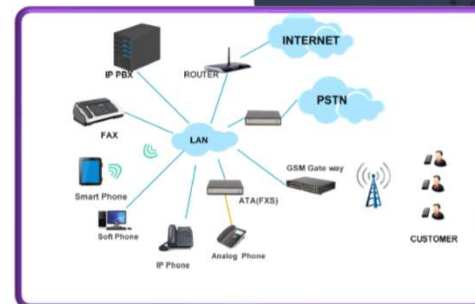 INTERNET
IP PBX
ROUTER
PSTN
FAX
LAN
GSM Gate way
Smart Phone
ATA(FXS)
Soft Phone
IP Phone
Analog Phone
CUSTOMER